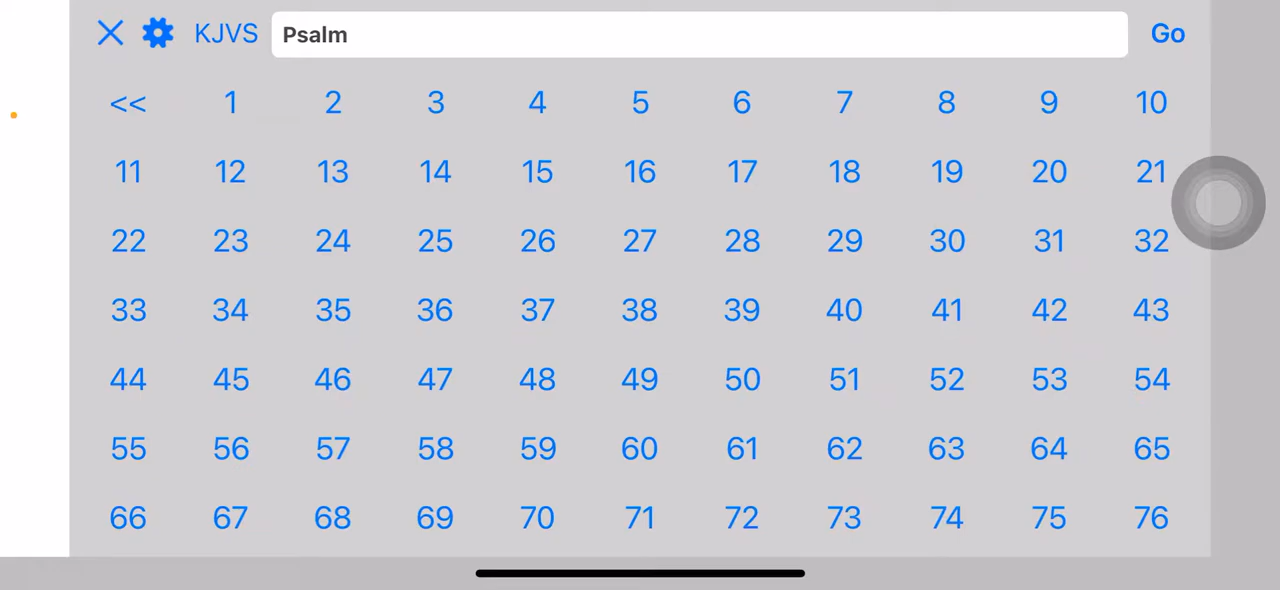 KJVS Psalm Go
<< 1 2 3 4 5 6 7 8 9 10
11 12 13 14 15 16 17 18 19 20 21
22 23 24 25 26 27 28 29 30 31 32
33 34 35 36 37 38 39 40 41 42 43
44 45 46 47 48 49 50 51 52 53 54
55 56 57 58 59 60 61 62 63 64 65
66 67 68 69 70 71 72 73 74 75 76